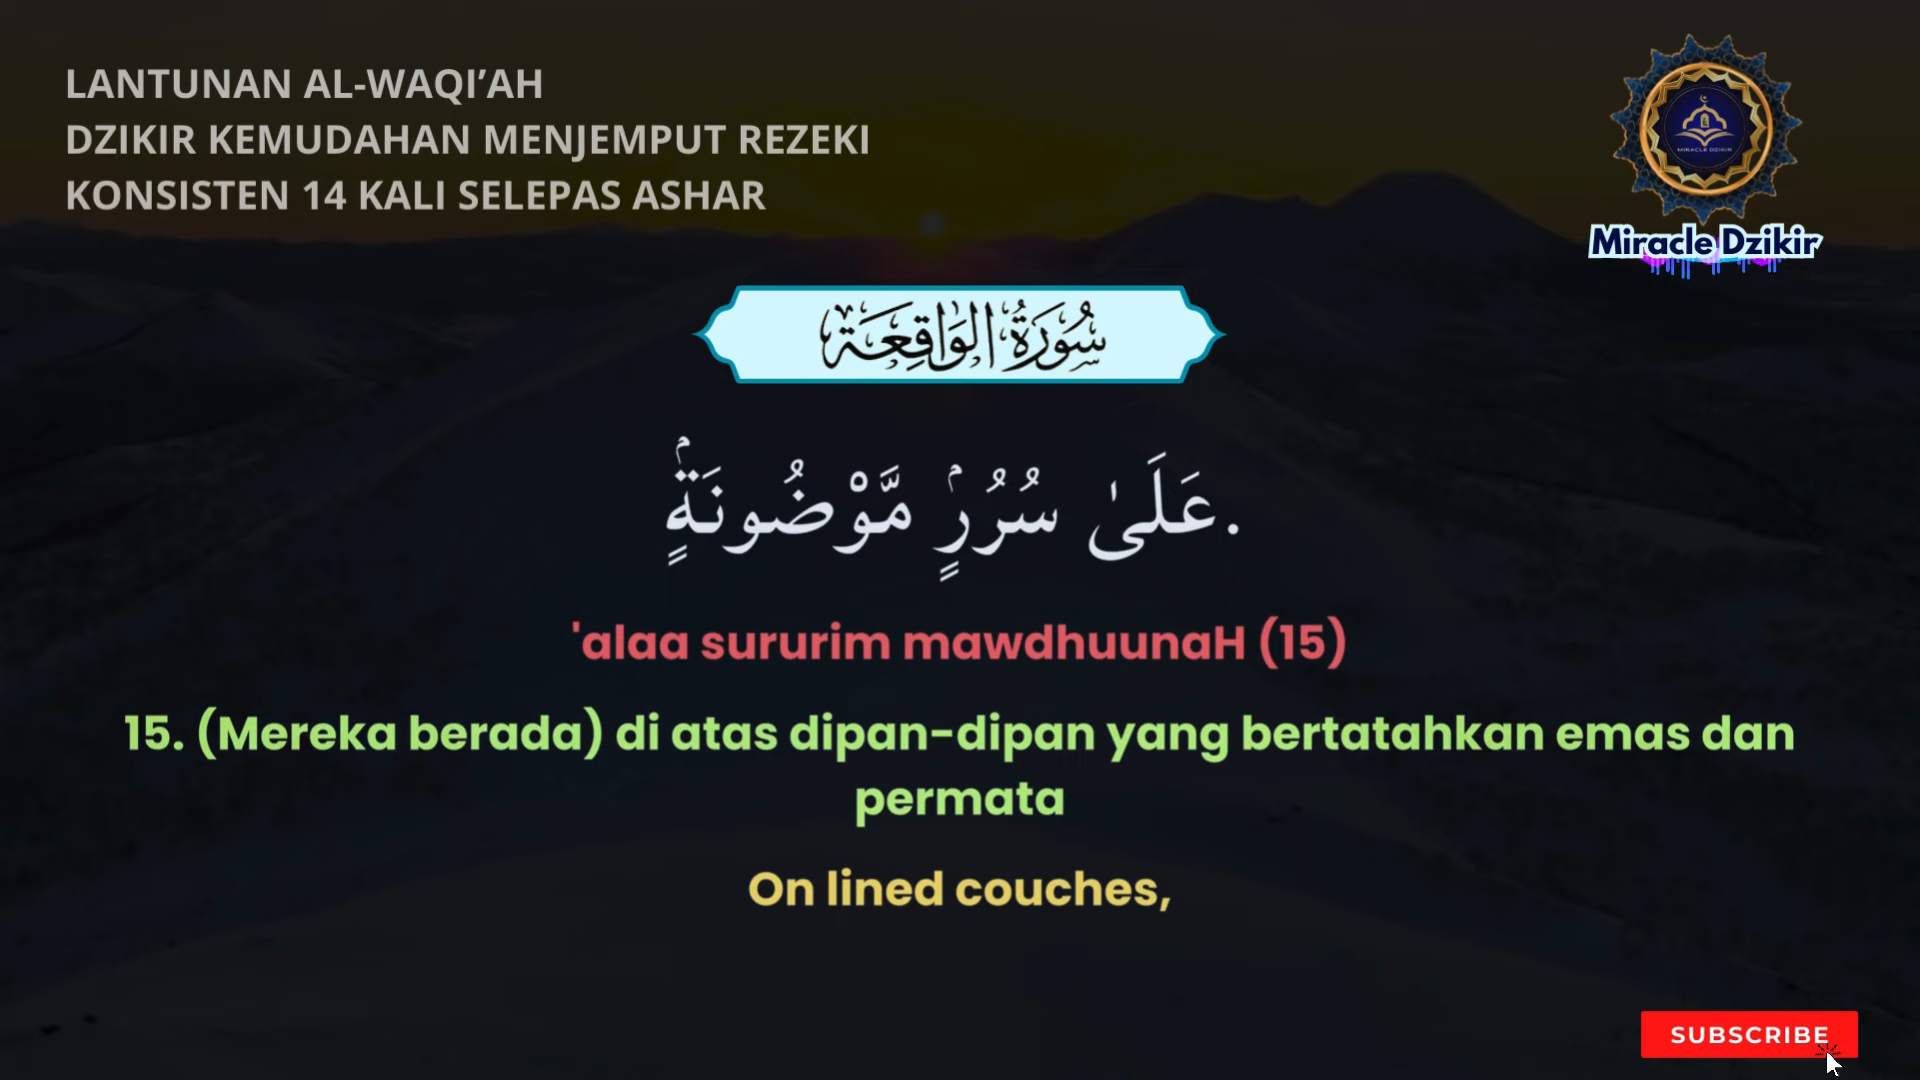 LANTUNAN AL-WAQI’AH
DZIKIR KEMUDAHAN MENJEMPUT REZEKI
KONSISTEN 14 KALI SELEPAS ASHAR
MIRACLE DZIKIR
Miracle Dzikir
سُورَةُ الوَاقِعَة
.عَلَىٰ سُرُرٍۢ مَّوْضُونَةٍۢ
'alaa sururim mawdhuunaH (15)
15. (Mereka berada) di atas dipan-dipan yang bertatahkan emas dan
permata
On lined couches,
SUBSCRIBE